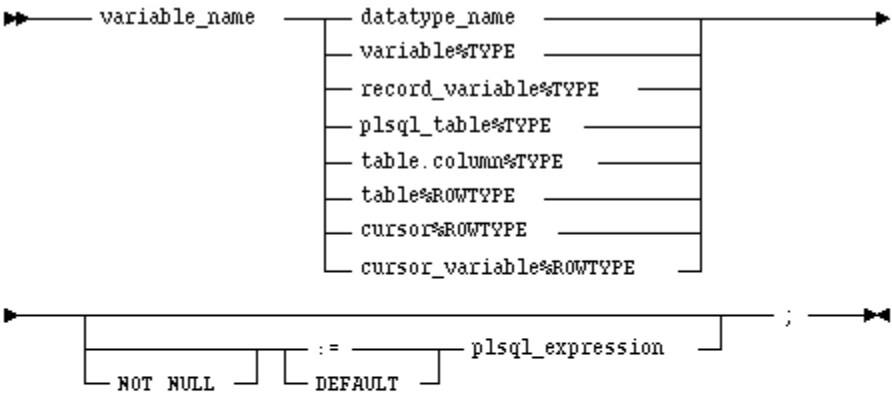 variable_name datatype_name
variable%TYPE
record_variable%TYPE
plsql_table%TYPE
table.column%TYPE
table%ROWTYPE
cursor%ROWTYPE
cursor_variable%ROWTYPE
;
:= plsql_expression
NOT NULL DEFAULT